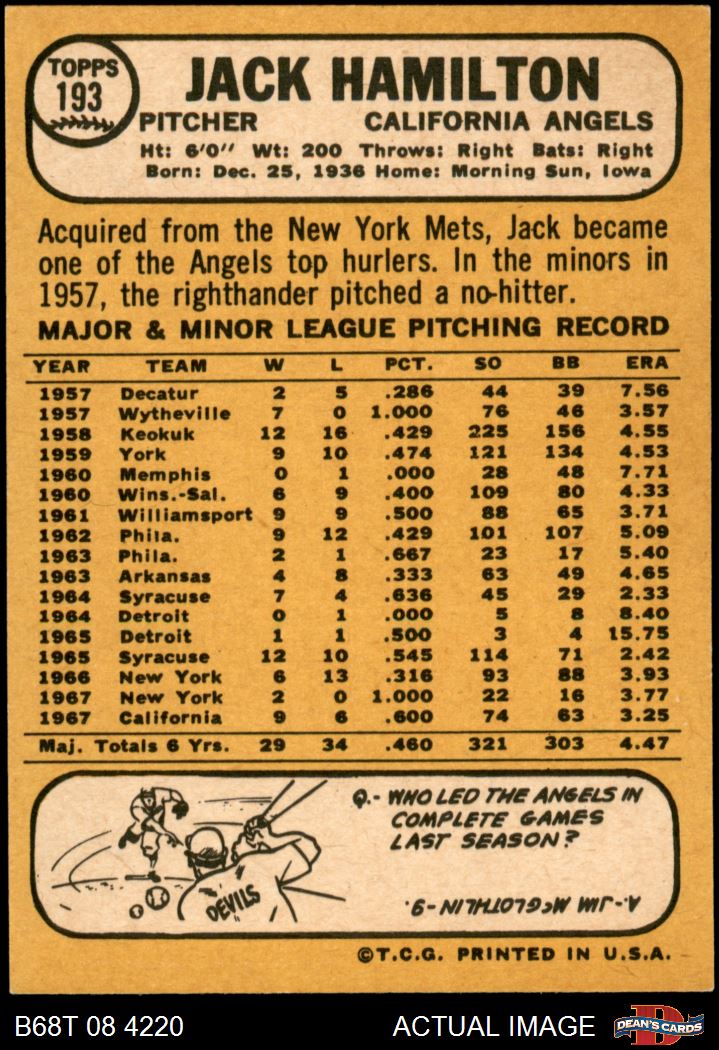 TOPPS
193
JACK HAMILTON
PITCHER CALIFORNIA ANGELS
Ht: 6'0" Wt: 200 Throws: Right Bats: Right
Born: Dec. 25, 1936 Home: Morning Sun, Iowa
Acquired from the New York Mets, Jack became
one of the Angels top hurlers. In the minors in
1957, the righthander pitched a no-hitter.
MAJOR & MINOR LEAGUE PITCHING RECORD
YEAR TEAM W L PCT. SO BB ERA
1957 Decatur 2 5 .286 44 39 7.56
1957 Wytheville 7 0 1.000 76 46 3.57
1958 Keokuk 12 16 .429 225 156 4.55
1959 York 9 10 .474 121 134 4.53
1960 Memphis 0 1 .000 28 48 7.71
1960 Wins.-Sal. 6 9 .400 109 80 4.33
1961 Williamsport 9 9 .500 88 65 3.71
1962 Phila. 9 12 .429 101 107 5.09
1963 Phila. 2 1 .667 23 17 5.40
1963 Arkansas 4 8 .333 63 49 4.65
1964 Syracuse 7 4 .636 45 29 2.33
1964 Detroit 0 1 .000 5 8 8.40
1965 Detroit 1 1 .500 3 4 15.75
1965 Syracuse 12 10 .545 114 71 2.42
1966 New York 6 13 .316 93 88 3.93
1967 New York 2 0 1.000 22 16 3.77
1967 California 9 6 .600 74 63 3.25
Maj. Totals 6 Yrs. 29 34 .460 321 303 4.47
Q.- WHO LED THE ANGELS IN
COMPLETE GAMES
LAST SEASON?
DEVILS
A.- JIM McGLOTHLIN - 9.
©T.C.G. PRINTED IN U.S.A.
B68T 08 4220 ACTUAL IMAGE DEAN'S CARDS